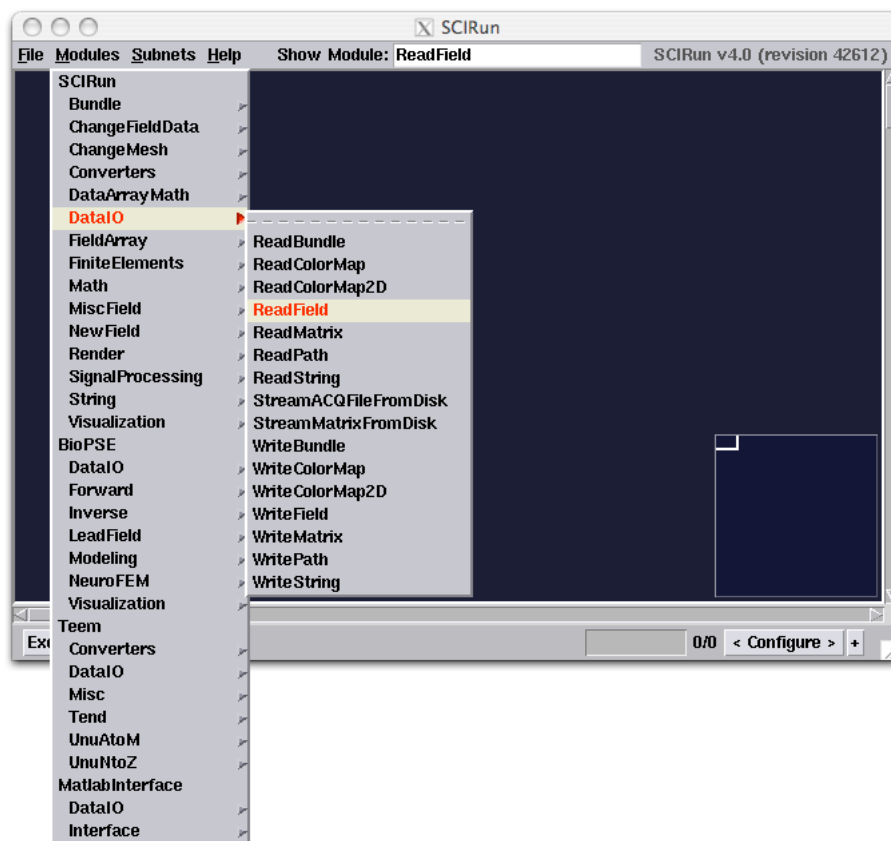 SCIRun
File Modules Subnets Help Show Module: ReadField SCIRun v4.0 (revision 42612)
SCIRun
Bundle
ChangeFieldData
ChangeMesh
Converters
DataArrayMath
DataIO
FieldArray
FiniteElements
Math
MiscField
NewField
Render
SignalProcessing
String
Visualization
BioPSE
DataIO
Forward
Inverse
LeadField
Modeling
NeuroFEM
Visualization
Teem
Converters
DataIO
Misc
Tend
UnuAtoM
UnuNtoZ
MatlabInterface
DataIO
Interface
ReadBundle
ReadColorMap
ReadColorMap2D
ReadField
ReadMatrix
ReadPath
ReadString
StreamACQFileFromDisk
StreamMatrixFromDisk
WriteBundle
WriteColorMap
WriteColorMap2D
WriteField
WriteMatrix
WritePath
WriteString
0/0 < Configure > +